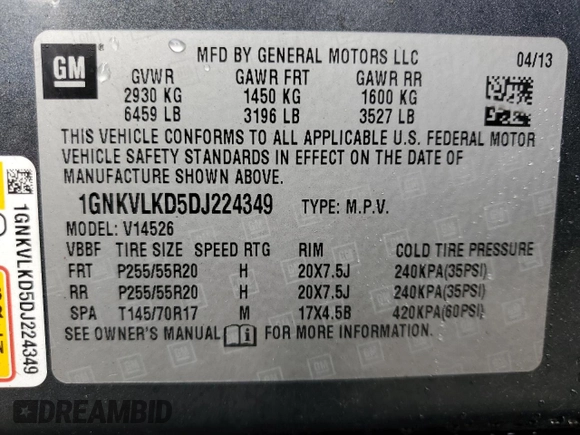 GM
MFD BY GENERAL MOTORS LLC
04/13
GVWR GAWR FRT GAWR RR
2930 KG 1450 KG 1600 KG
6459 LB 3196 LB 3527 LB
THIS VEHICLE CONFORMS TO ALL APPLICABLE U.S. FEDERAL MOTOR
VEHICLE SAFETY STANDARDS IN EFFECT ON THE DATE OF
MANUFACTURE SHOWN ABOVE.
1GNKVLKD5DJ224349 TYPE: M.P.V.
MODEL: V14526
VBBF TIRE SIZE SPEED RTG RIM COLD TIRE PRESSURE
FRT P255/55R20 H 20X7.5J 240KPA(35PSI)
RR P255/55R20 H 20X7.5J 240KPA(35PSI)
SPA T145/70R17 M 17X4.5B 420KPA(60PSI)
SEE OWNER'S MANUAL FOR MORE INFORMATION.
1GNKVLKD5DJ224349
DREAMBID